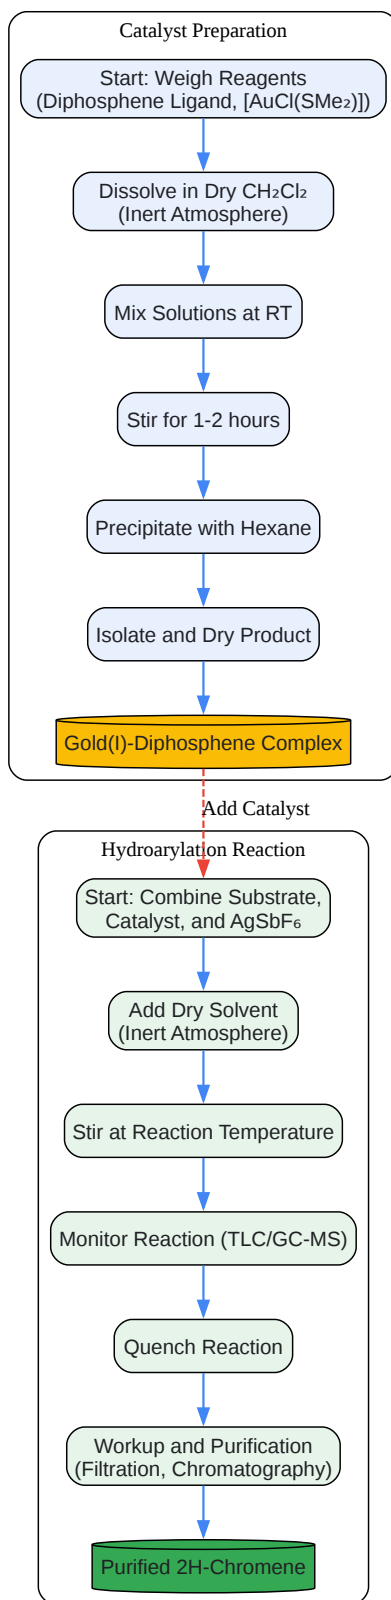 Catalyst Preparation
Start: Weigh Reagents
(Diphosphene Ligand, [AuCl(SMe₂)])
Dissolve in Dry CH₂Cl₂
(Inert Atmosphere)
Mix Solutions at RT
Stir for 1-2 hours
Precipitate with Hexane
Isolate and Dry Product
Gold(I)-Diphosphene Complex
Add Catalyst
Hydroarylation Reaction
Start: Combine Substrate,
Catalyst, and AgSbF₆
Add Dry Solvent
(Inert Atmosphere)
Stir at Reaction Temperature
Monitor Reaction (TLC/GC-MS)
Quench Reaction
Workup and Purification
(Filtration, Chromatography)
Purified 2H-Chromene